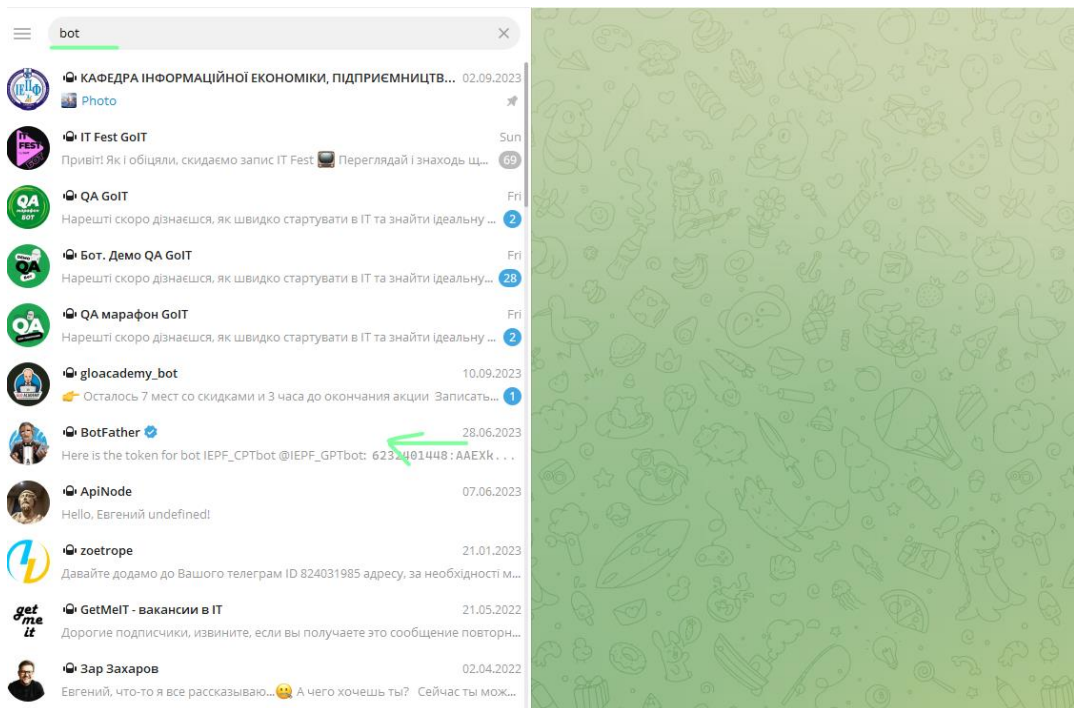 bot
КАФЕДРА ІНФОРМАЦІЙНОЇ ЕКОНОМІКИ, ПІДПРИЄМНИЦТВ... 02.09.2023
Photo
IT Fest GoIT Sun
Привіт! Як і обіцяли, скидаємо запис IT Fest Переглядай і знаходь щ... 69
QA GoIT Fri
Нарешті скоро дізнаєшся, як швидко стартувати в ІТ та знайти ідеальну ... 2
Бот. Демо QA GoIT Fri
Нарешті скоро дізнаєшся, як швидко стартувати в ІТ та знайти ідеальну... 28
QA марафон GoIT Fri
Нарешті скоро дізнаєшся, як швидко стартувати в ІТ та знайти ідеальну ... 2
gloacademy_bot 10.09.2023
👉 Осталось 7 мест со скидками и 3 часа до окончания акции Записать... 1
BotFather 28.06.2023
Here is the token for bot IEPF_CPTbot @IEPF_GPTbot: 6232401448:AAEXk...
ApiNode 07.06.2023
Hello, Евгений undefined!
zoetrope 21.01.2023
Давайте додамо до Вашого телеграм ID 824031985 адресу, за необхідності м...
get me it
GetMeIT - вакансии в IT 21.05.2022
Дорогие подписчики, извините, если вы получаете это сообщение повторн...
Зар Захаров 02.04.2022
Евгений, что-то я все рассказываю...🤐 А чего хочешь ты? Сейчас ты мож...